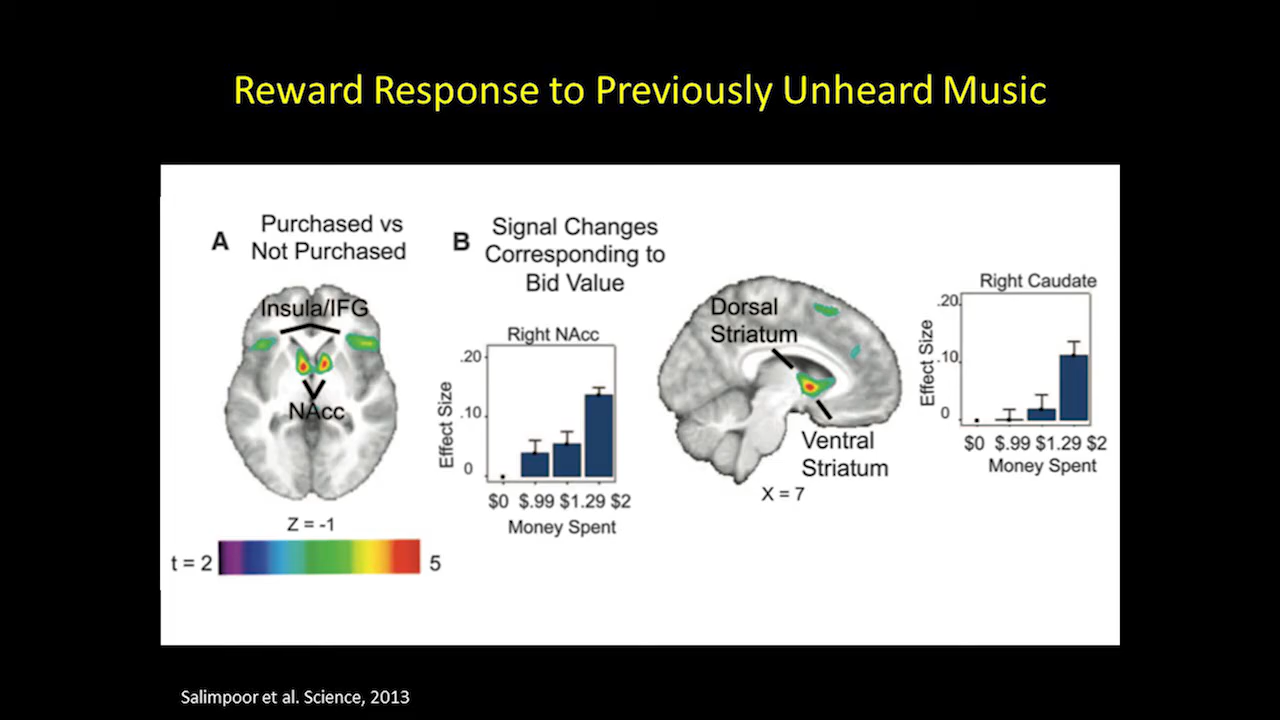 Reward Response to Previously Unheard Music
A
Purchased vs
Not Purchased
Insula/IFG
NAcc
Z = -1
t = 2
5
B
Signal Changes
Corresponding to
Bid Value
Right NAcc
.20
.10
0
Effect Size
$0 $.99 $1.29 $2
Money Spent
Dorsal
Striatum
Ventral
Striatum
X = 7
Right Caudate
.20
.10
0
Effect Size
$0 $.99 $1.29 $2
Money Spent
Salimpoor et al. Science, 2013